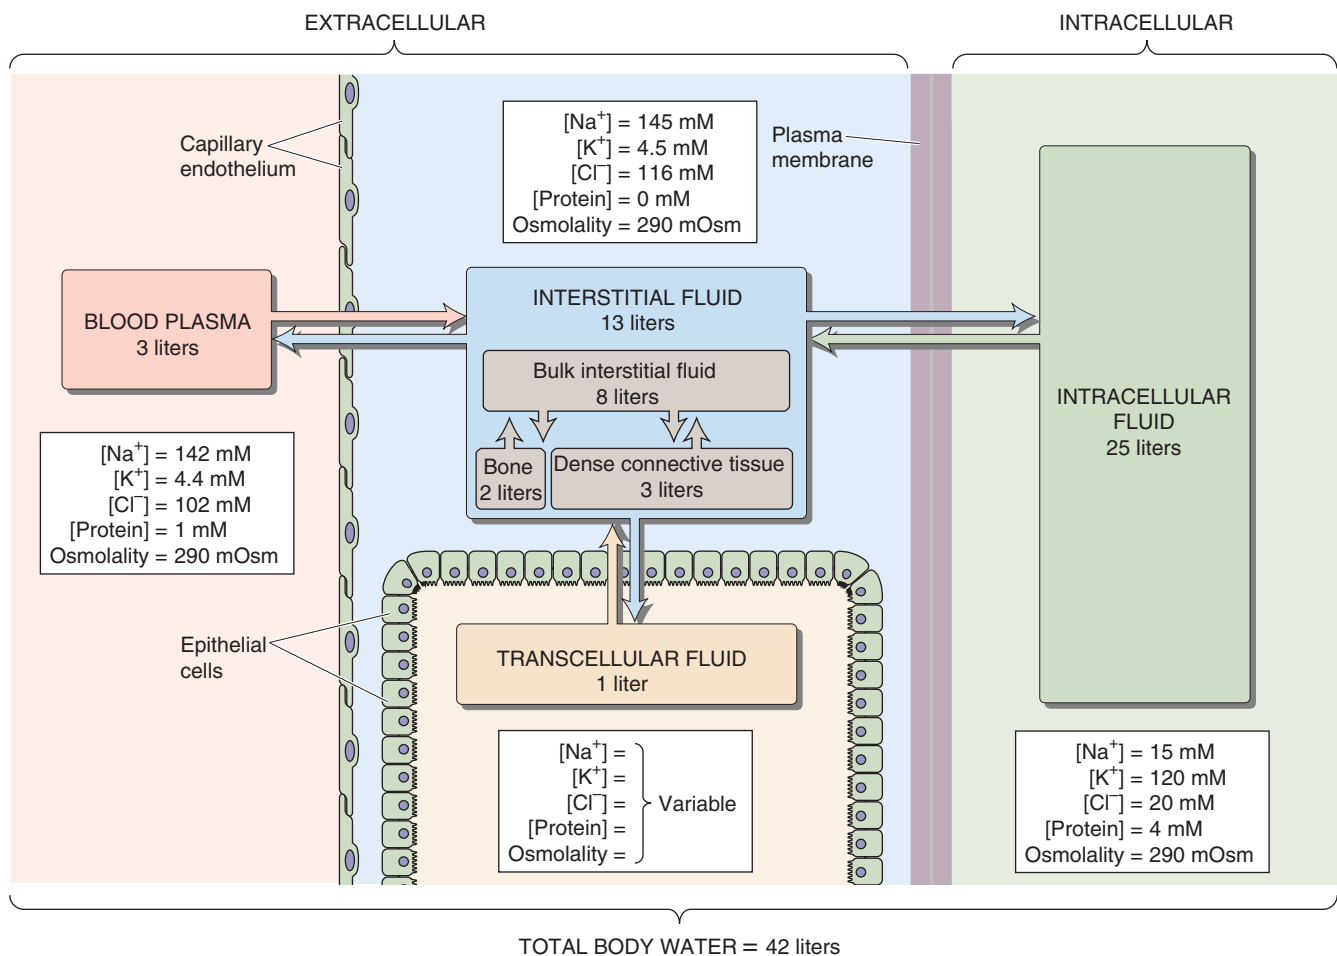 EXTRACELLULAR
INTRACELLULAR
Capillary
endothelium
[Na⁺] = 145 mM
[K⁺] = 4.5 mM
[Cl⁻] = 116 mM
[Protein] = 0 mM
Osmolality = 290 mOsm
Plasma
membrane
BLOOD PLASMA
3 liters
INTERSTITIAL FLUID
13 liters
Bulk interstitial fluid
8 liters
Bone
2 liters
Dense connective tissue
3 liters
INTRACELLULAR
FLUID
25 liters
[Na⁺] = 142 mM
[K⁺] = 4.4 mM
[Cl⁻] = 102 mM
[Protein] = 1 mM
Osmolality = 290 mOsm
Epithelial
cells
TRANSCELLULAR FLUID
1 liter
[Na⁺] =
[K⁺] =
[Cl⁻] =
[Protein] =
Osmolality =
Variable
[Na⁺] = 15 mM
[K⁺] = 120 mM
[Cl⁻] = 20 mM
[Protein] = 4 mM
Osmolality = 290 mOsm
TOTAL BODY WATER = 42 liters